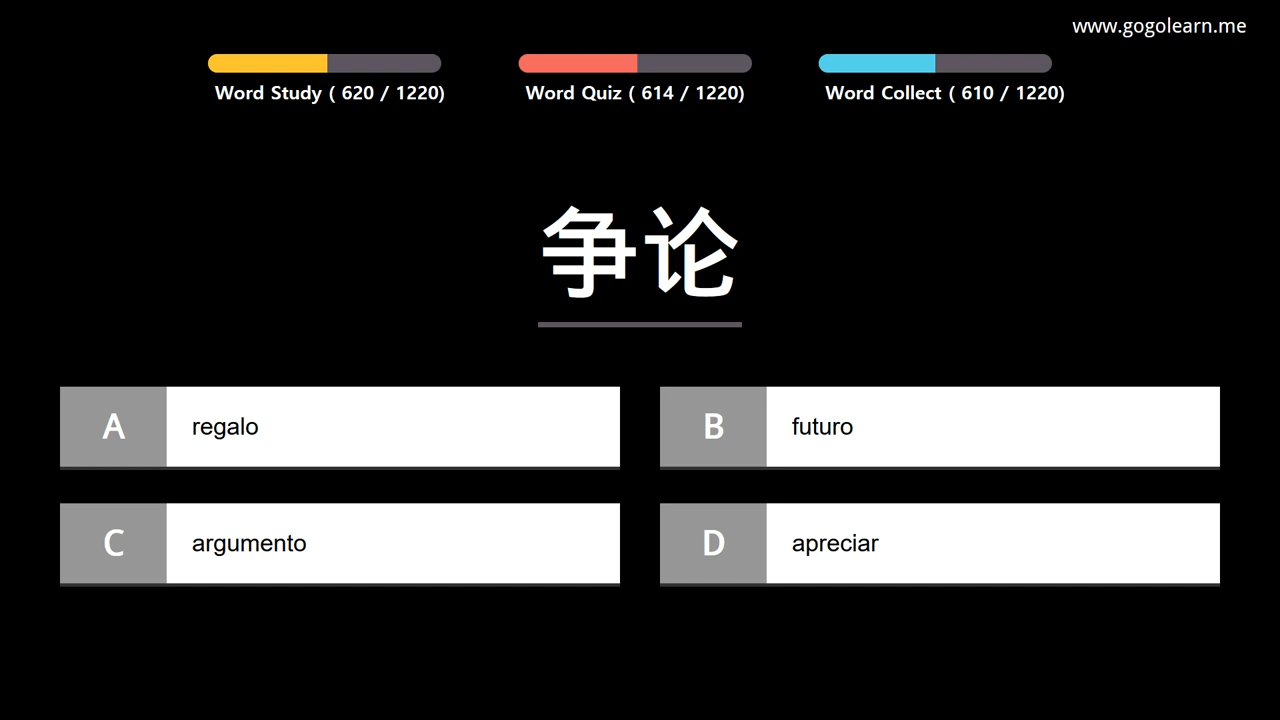 www.gogolearn.me
Word Study ( 620 / 1220)
Word Quiz ( 614 / 1220)
Word Collect ( 610 / 1220)
争论
A regalo
B futuro
C argumento
D apreciar